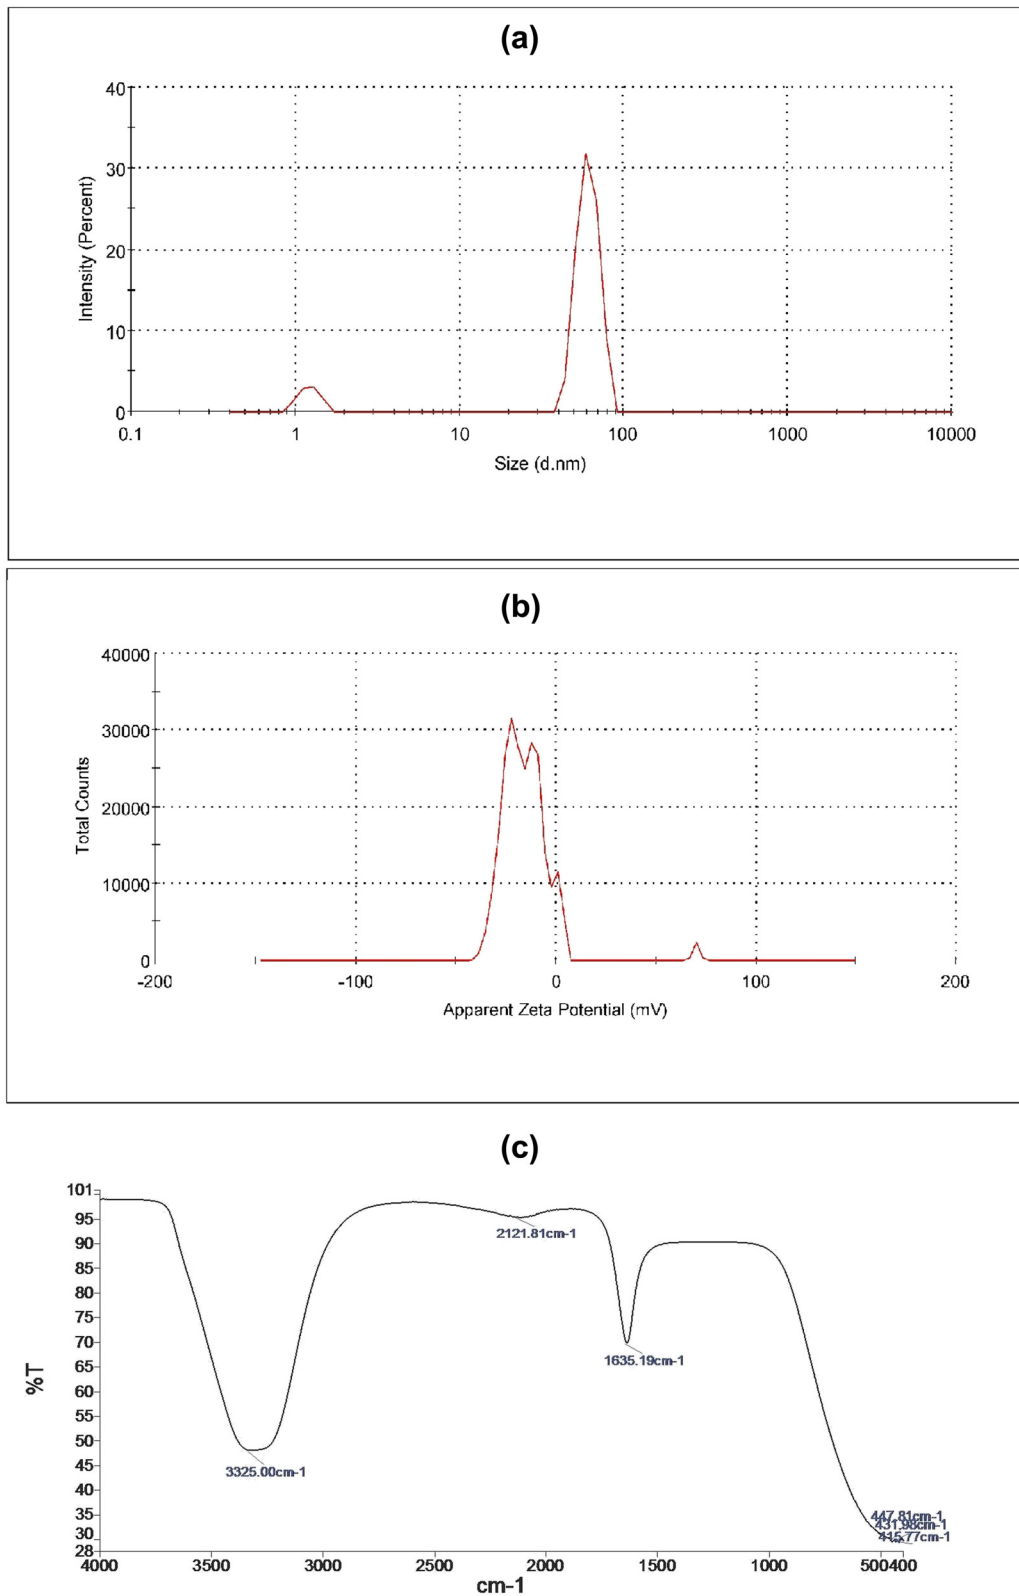 (a)
40
30
20
10
0
Intensity (Percent)
0.1 1 10 100 1000 10000
Size (d.nm)
(b)
40000
30000
20000
10000
0
Total Counts
-200 -100 0 100 200
Apparent Zeta Potential (mV)
(c)
101
95
90
85
80
75
70
65
60
55
50
45
40
35
30
28
%T
2121.81cm-1
1635.19cm-1
3325.00cm-1
447.81cm-1
431.98cm-1
415.77cm-1
4000 3500 3000 2500 2000 1500 1000 500 400
cm-1